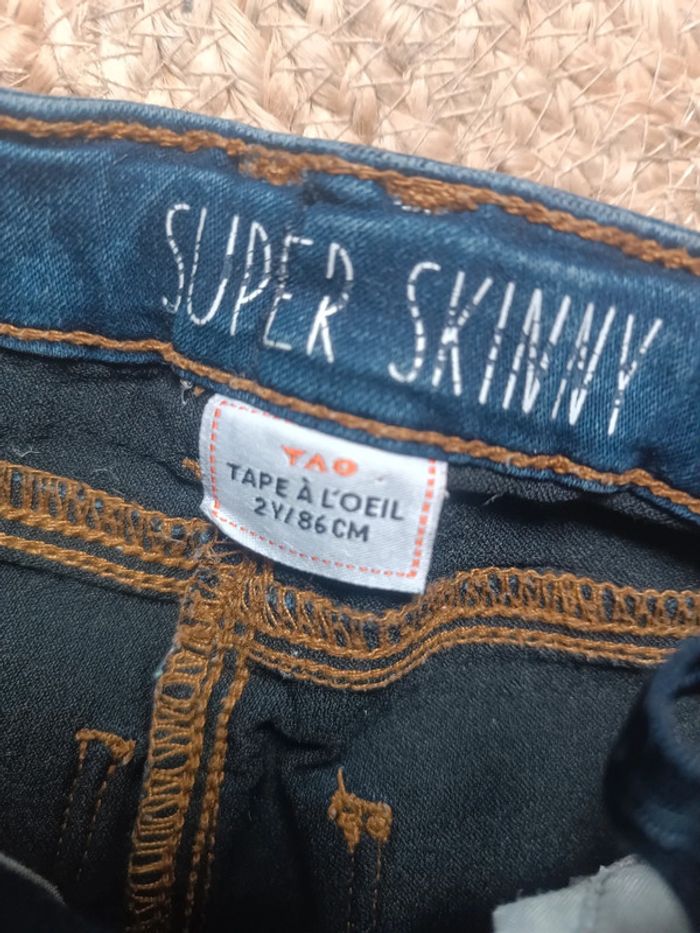 SUPER SKINNY
TAO
TAPE À L'OEIL
2Y/86CM